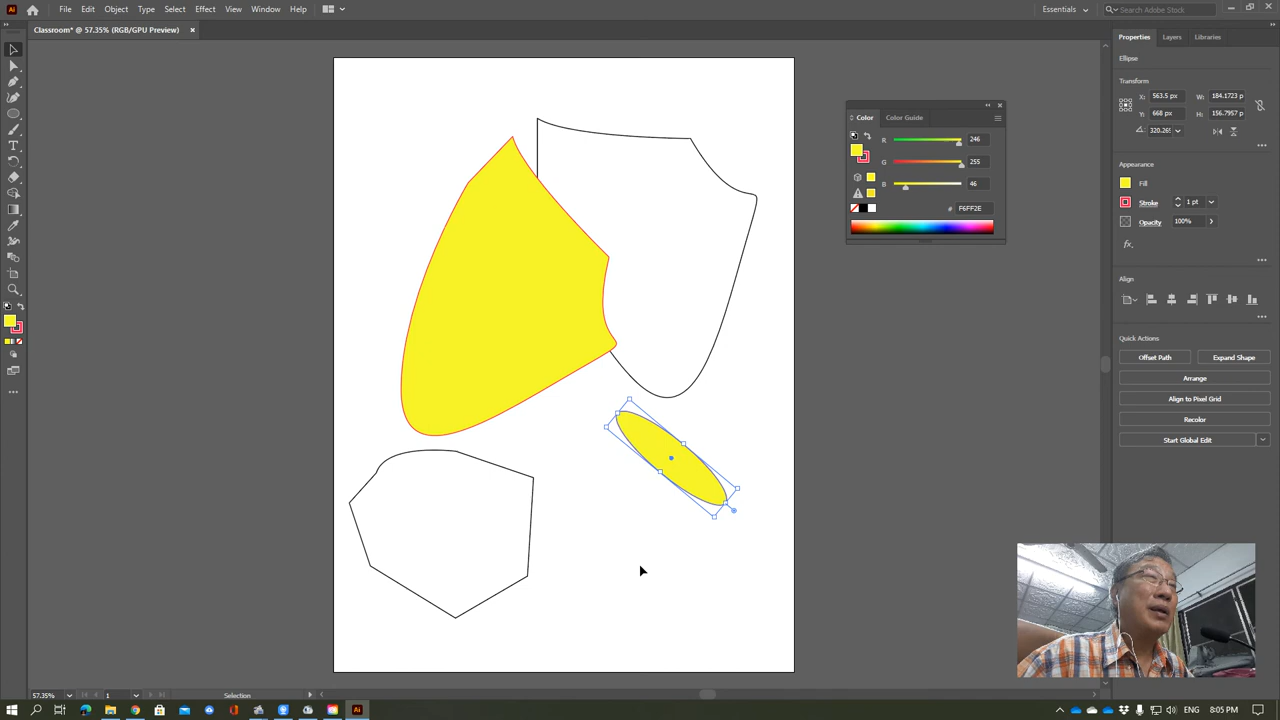 Ai File Edit Object Type Select Effect View Window Help
Essentials
Search Adobe Stock
Classroom* @ 57.35% (RGB/GPU Preview)
Properties Layers Libraries
Ellipse
Transform
X: 563.5 px W: 184.1723 p
Y: 668 px H: 156.7957 p
320.265
Appearance
Fill
Stroke 1 pt
Opacity 100%
fx.
Align
Quick Actions
Offset Path Expand Shape
Arrange
Align to Pixel Grid
Recolor
Start Global Edit
Color Color Guide
R 246
G 255
B 46
# F6FF2E
57.35% 1 Selection
ENG 8:05 PM